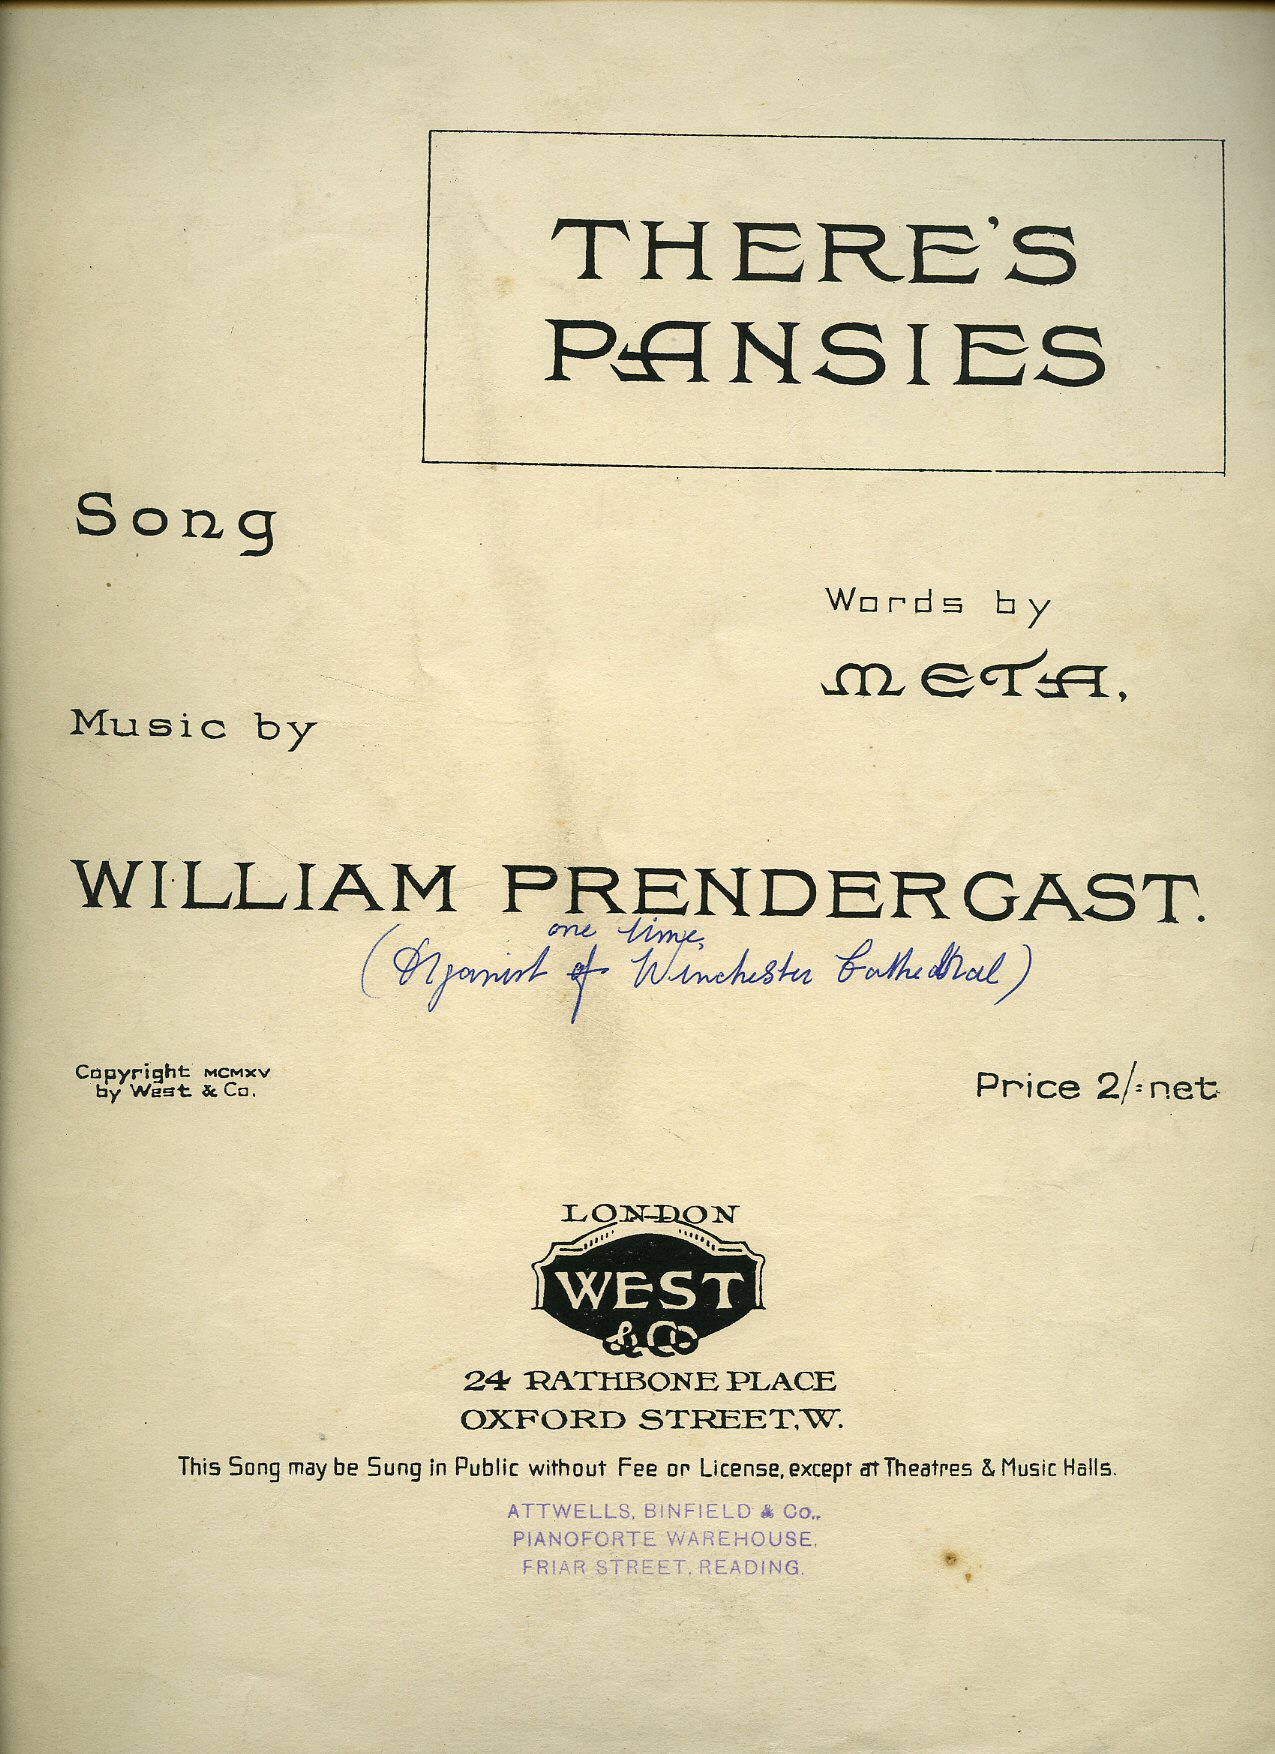 THERE'S
PANSIES
Song
Words by
META,
Music by
WILLIAM PRENDERGAST.
one time,
(Organist of Winchester Cathedral)
Copyright MCMXV
by West & Co.
Price 2/= net
LONDON
WEST
& Co
24 RATHBONE PLACE
OXFORD STREET, W.
This Song may be Sung in Public without Fee or License, except at Theatres & Music Halls.
ATTWELLS, BINFIELD & Co.,
PIANOFORTE WAREHOUSE,
FRIAR STREET, READING.